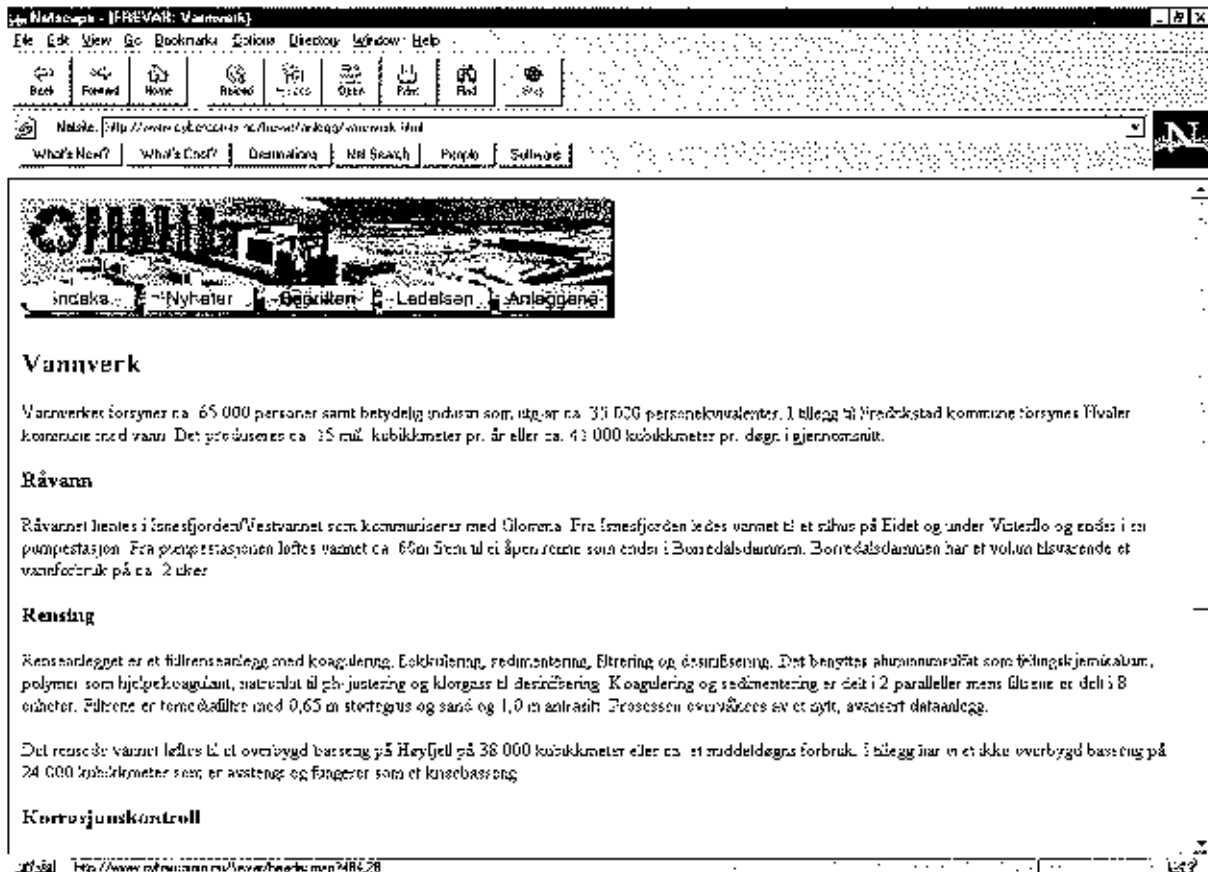 Netscape - [FREVAR: Vannverk]
File Edit View Go Bookmarks Options Directory Window Help
Back Forward Home Reload Open Print Find Stop
Netsite:
What's New? What's Cool? Destinations Net Search People Software
FREVAR
Indeks Nyheter Bedriften Ledelsen Anleggene
Vannverk
Vannverket forsyner ca. 65 000 personer samt betydelig industri som utgjør ca. 35 000 personekvivalenter. I tillegg til Fredrikstad kommune forsynes Hvaler
kommune med vann. Det produseres ca. 15 mill. kubikkmeter pr. år eller ca. 41 000 kubikkmeter pr. døgn i gjennomsnitt.
Råvann
Råvannet hentes i Isnesfjorden/Vestvannet som kommuniserer med Glomma. Fra Isnesfjorden ledes vannet til et silhus på Eidet og under Visterflo og ender i en
pumpestasjon. Fra pumpestasjonen løftes vannet ca. 66m frem til ei åpen renne som ender i Borredalsdammen. Borredalsdammen har et volum tilsvarende et
vannforbruk på ca. 2 uker
Rensing
Renseanlegget er et fullrenseanlegg med koagulering, flokkulering, sedimentering, filtrering og desinfisering. Det benyttes aluminiumsulfat som fellingskjemikalium,
polymer som hjelpekoagulant, natronlut til ph-justering og klorgass til desinfisering. Koagulering og sedimentering er delt i 2 paralleller mens filtrene er delt i 8
enheter. Filtrene er tomediafiltre med 0,65 m støttegrus og sand og 1,0 m antrasitt. Prosessen overvåkes av et nytt, avansert dataanlegg.
Det rensede vannet løftes til et overbygd basseng på Høyfjell på 38 000 kubikkmeter eller ca. et middeldøgns forbruk. I tillegg har vi et ikke overbygd basseng på
24 000 kubikkmeter som er avstengt og fungerer som et krisebasseng
Korrosjonskontroll